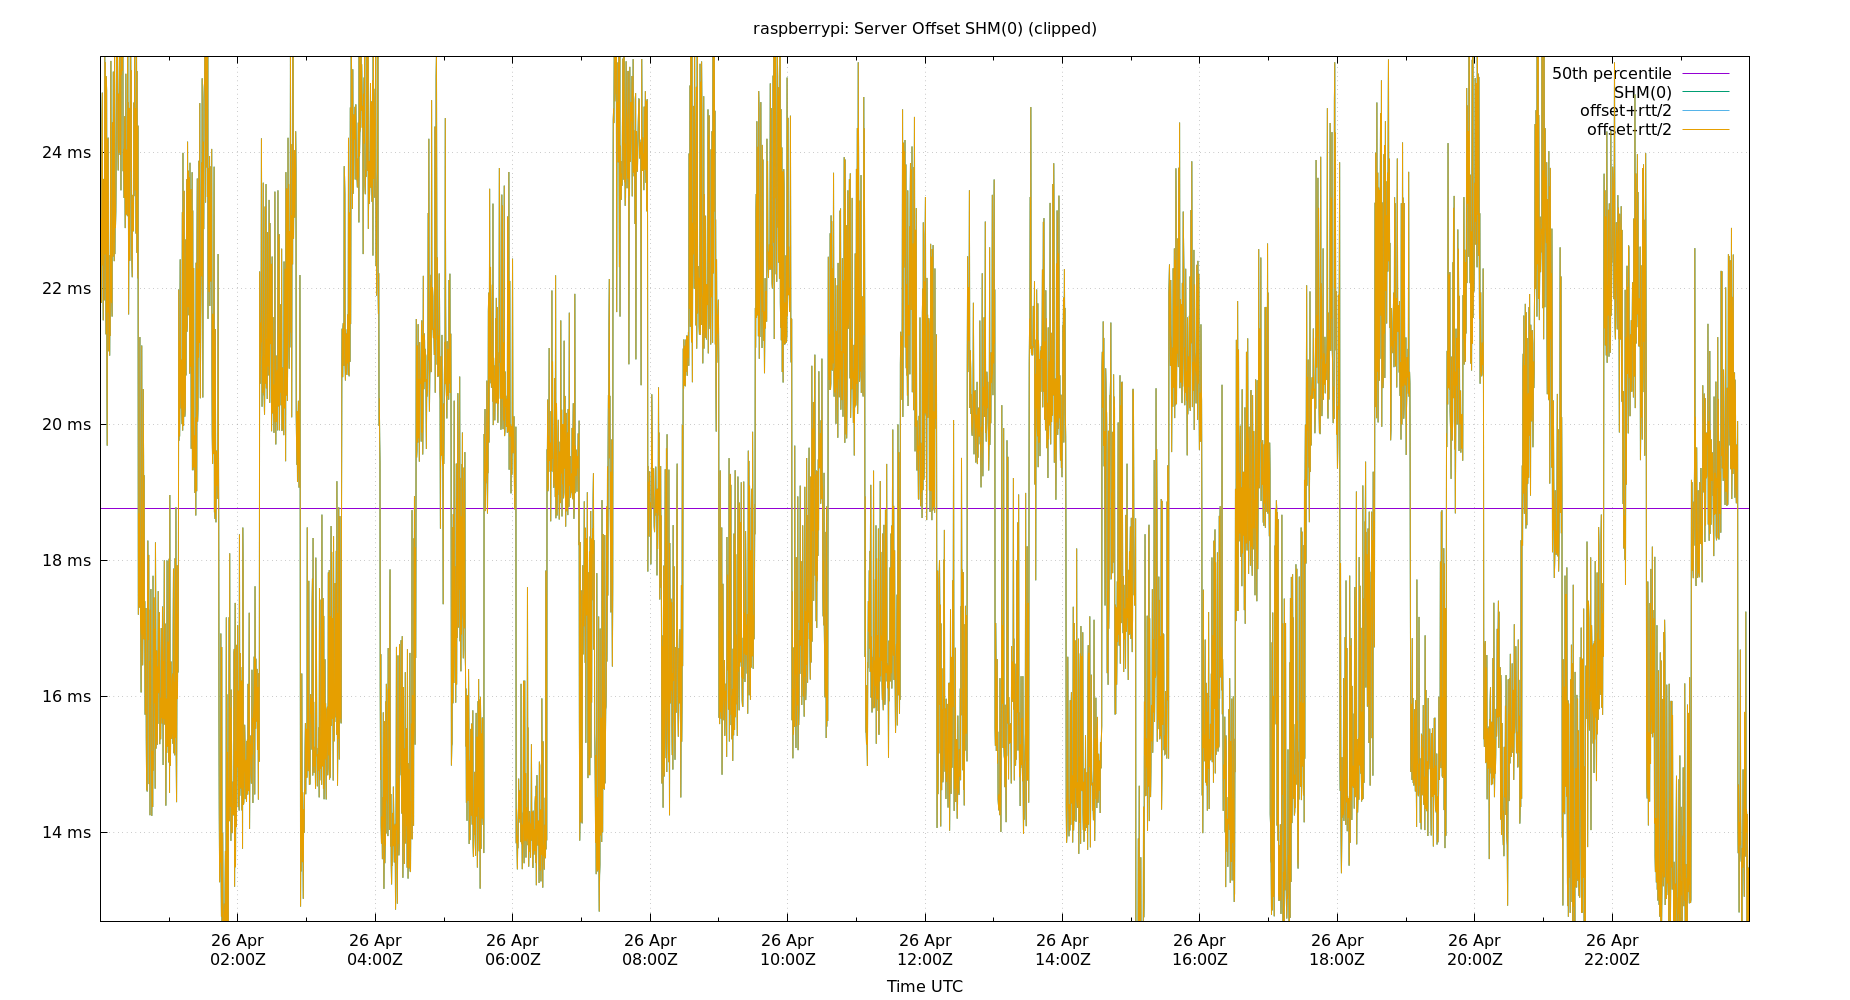 raspberrypi: Server Offset SHM(0) (clipped)
50th percentile
SHM(0)
offset+rtt/2
offset-rtt/2
24 ms
22 ms
20 ms
18 ms
16 ms
14 ms
26 Apr 26 Apr 26 Apr 26 Apr 26 Apr 26 Apr 26 Apr 26 Apr 26 Apr 26 Apr 26 Apr
02:00Z 04:00Z 06:00Z 08:00Z 10:00Z 12:00Z 14:00Z 16:00Z 18:00Z 20:00Z 22:00Z
Time UTC